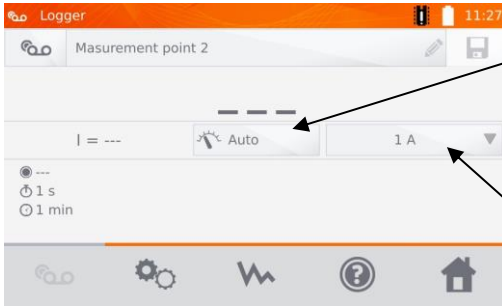 Logger 11:27
Masurement point 2
— — —
I = --- Auto 1 A
---
1 s
1 min
?